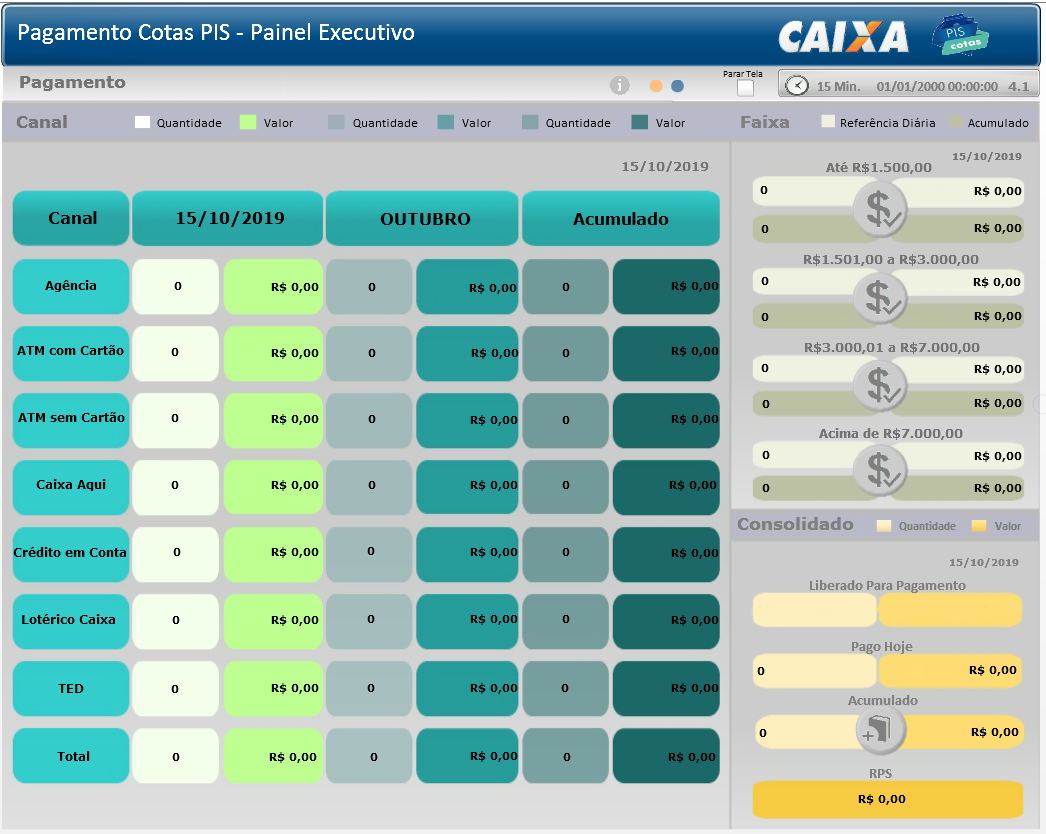 Pagamento Cotas PIS - Painel Executivo
CAIXA
PIS
cotas
Pagamento
i
Parar Tela
15 Min. 01/01/2000 00:00:00 4.1
Canal
Quantidade Valor Quantidade Valor Quantidade Valor
15/10/2019
Canal 15/10/2019 OUTUBRO Acumulado
Agência 0 R$ 0,00 0 R$ 0,00 0 R$ 0,00
ATM com Cartão 0 R$ 0,00 0 R$ 0,00 0 R$ 0,00
ATM sem Cartão 0 R$ 0,00 0 R$ 0,00 0 R$ 0,00
Caixa Aqui 0 R$ 0,00 0 R$ 0,00 0 R$ 0,00
Crédito em Conta 0 R$ 0,00 0 R$ 0,00 0 R$ 0,00
Lotérico Caixa 0 R$ 0,00 0 R$ 0,00 0 R$ 0,00
TED 0 R$ 0,00 0 R$ 0,00 0 R$ 0,00
Total 0 R$ 0,00 0 R$ 0,00 0 R$ 0,00
Faixa Referência Diária Acumulado
15/10/2019
Até R$1.500,00
0 R$ 0,00
0 R$ 0,00
R$1.501,00 a R$3.000,00
0 R$ 0,00
0 R$ 0,00
R$3.000,01 a R$7.000,00
0 R$ 0,00
0 R$ 0,00
Acima de R$7.000,00
0 R$ 0,00
0 R$ 0,00
Consolidado Quantidade Valor
15/10/2019
Liberado Para Pagamento
Pago Hoje
0 R$ 0,00
Acumulado
0 R$ 0,00
RPS
R$ 0,00